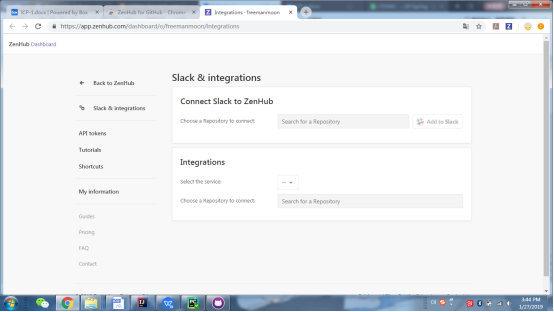 ICP-1.docx | Powered by Box
ZenHub for GitHub - Chrome
Integrations - freemanmoon
https://app.zenhub.com/dashboard/o/freemanmoon/integrations
ZenHub Dashboard
Back to ZenHub
Slack & integrations
API tokens
Tutorials
Shortcuts
My information
Guides
Pricing
FAQ
Contact
Slack & integrations
Connect Slack to ZenHub
Choose a Repository to connect:
Search for a Repository
Add to Slack
Integrations
Select the service
--
Choose a Repository to connect:
Search for a Repository
3:44 PM
1/27/2019